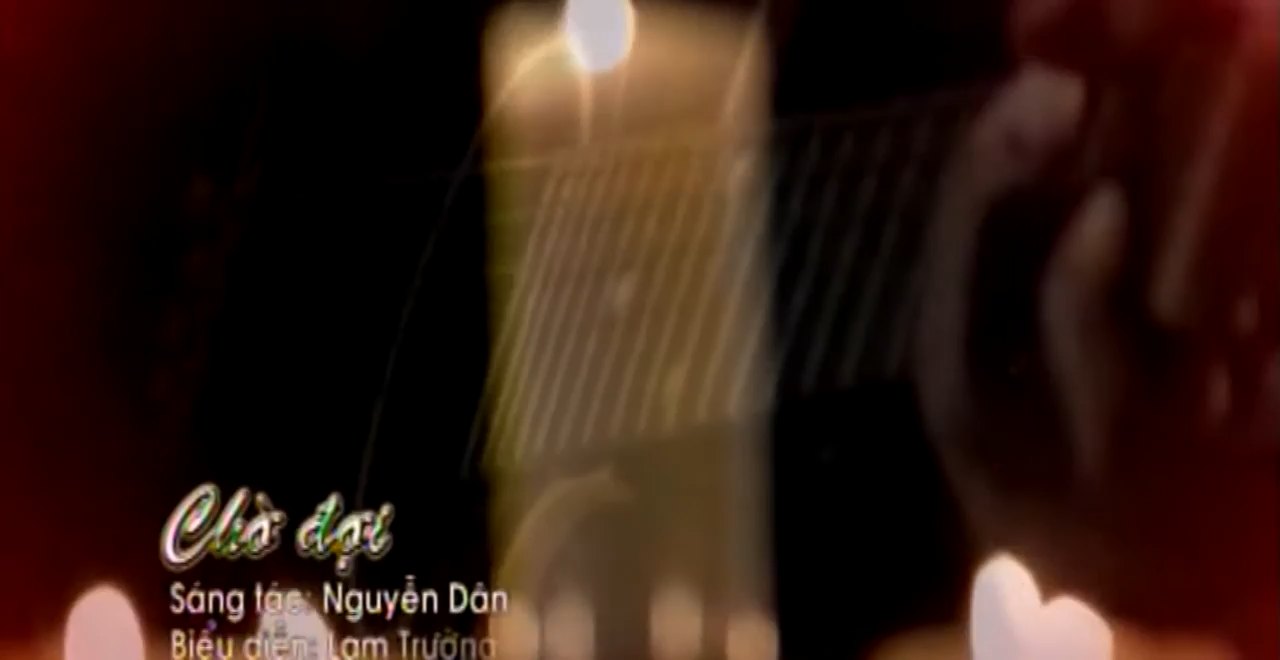 Chờ đợi
Sáng tác: Nguyễn Dân
Biểu diễn: Lam Trường